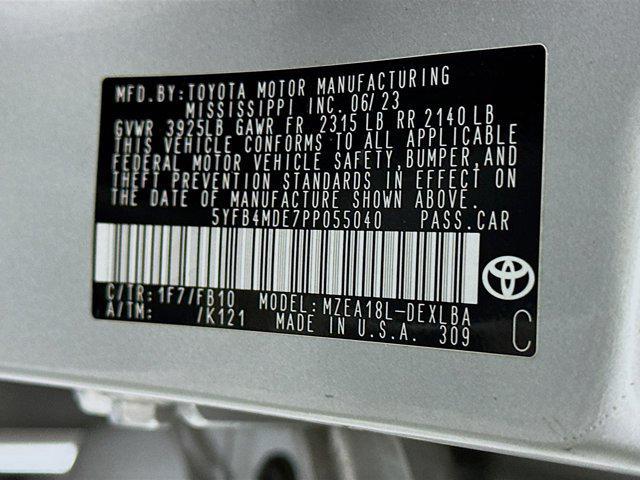 MFD.BY:TOYOTA MOTOR MANUFACTURING
MISSISSIPPI INC. 06/23
GVWR 3925LB GAWR FR 2315 LB RR 2140 LB
THIS VEHICLE CONFORMS TO ALL APPLICABLE
FEDERAL MOTOR VEHICLE SAFETY,BUMPER,AND
THEFT PREVENTION STANDARDS IN EFFECT ON
THE DATE OF MANUFACTURE SHOWN ABOVE.
5YFB4MDE7PP055040 PASS.CAR
C/TR:1F7/FB10 MODEL:MZEA18L-DEXLBA
A/TM: /K121 MADE IN U.S.A. 309
C